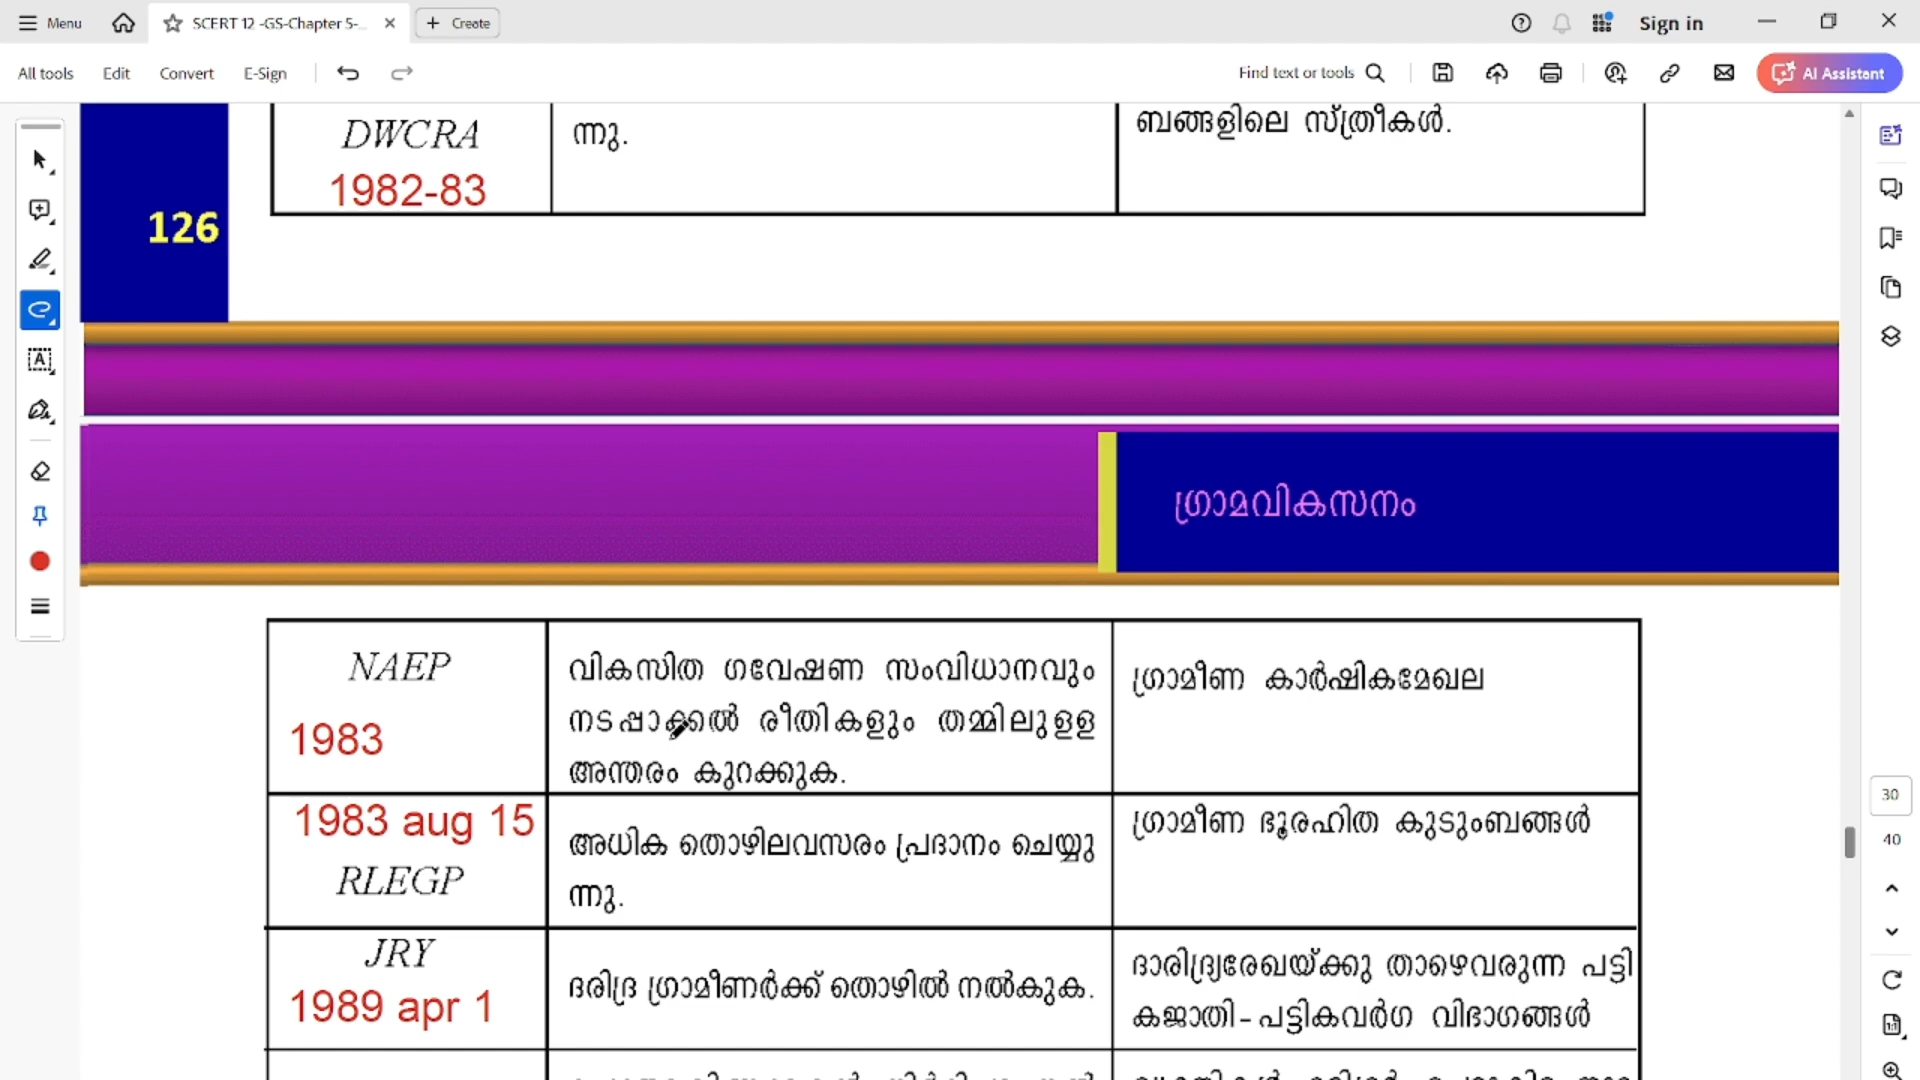 Menu
SCERT 12 -GS-Chapter 5-...
Create
Sign in
All tools
Edit
Convert
E-Sign
Find text or tools
AI Assistant
DWCRA
1982-83
ന്നു.
ബങ്ങളിലെ സ്ത്രീകൾ.
126
ഗ്രാമവികസനം
NAEP
1983
വികസിത ഗവേഷണ സംവിധാനവും
നടപ്പാക്കൽ രീതികളും തമ്മിലുളള
അന്തരം കുറക്കുക.
ഗ്രാമീണ കാർഷികമേഖല
1983 aug 15
RLEGP
അധിക തൊഴിലവസരം പ്രദാനം ചെയ്യു
ന്നു.
ഗ്രാമീണ ഭൂരഹിത കുടുംബങ്ങൾ
JRY
1989 apr 1
ദരിദ്ര ഗ്രാമീണർക്ക് തൊഴിൽ നൽകുക.
ദാരിദ്ര്യരേഖയ്ക്കു താഴെവരുന്ന പട്ടി
കജാതി-പട്ടികവർഗ വിഭാഗങ്ങൾ
30
40